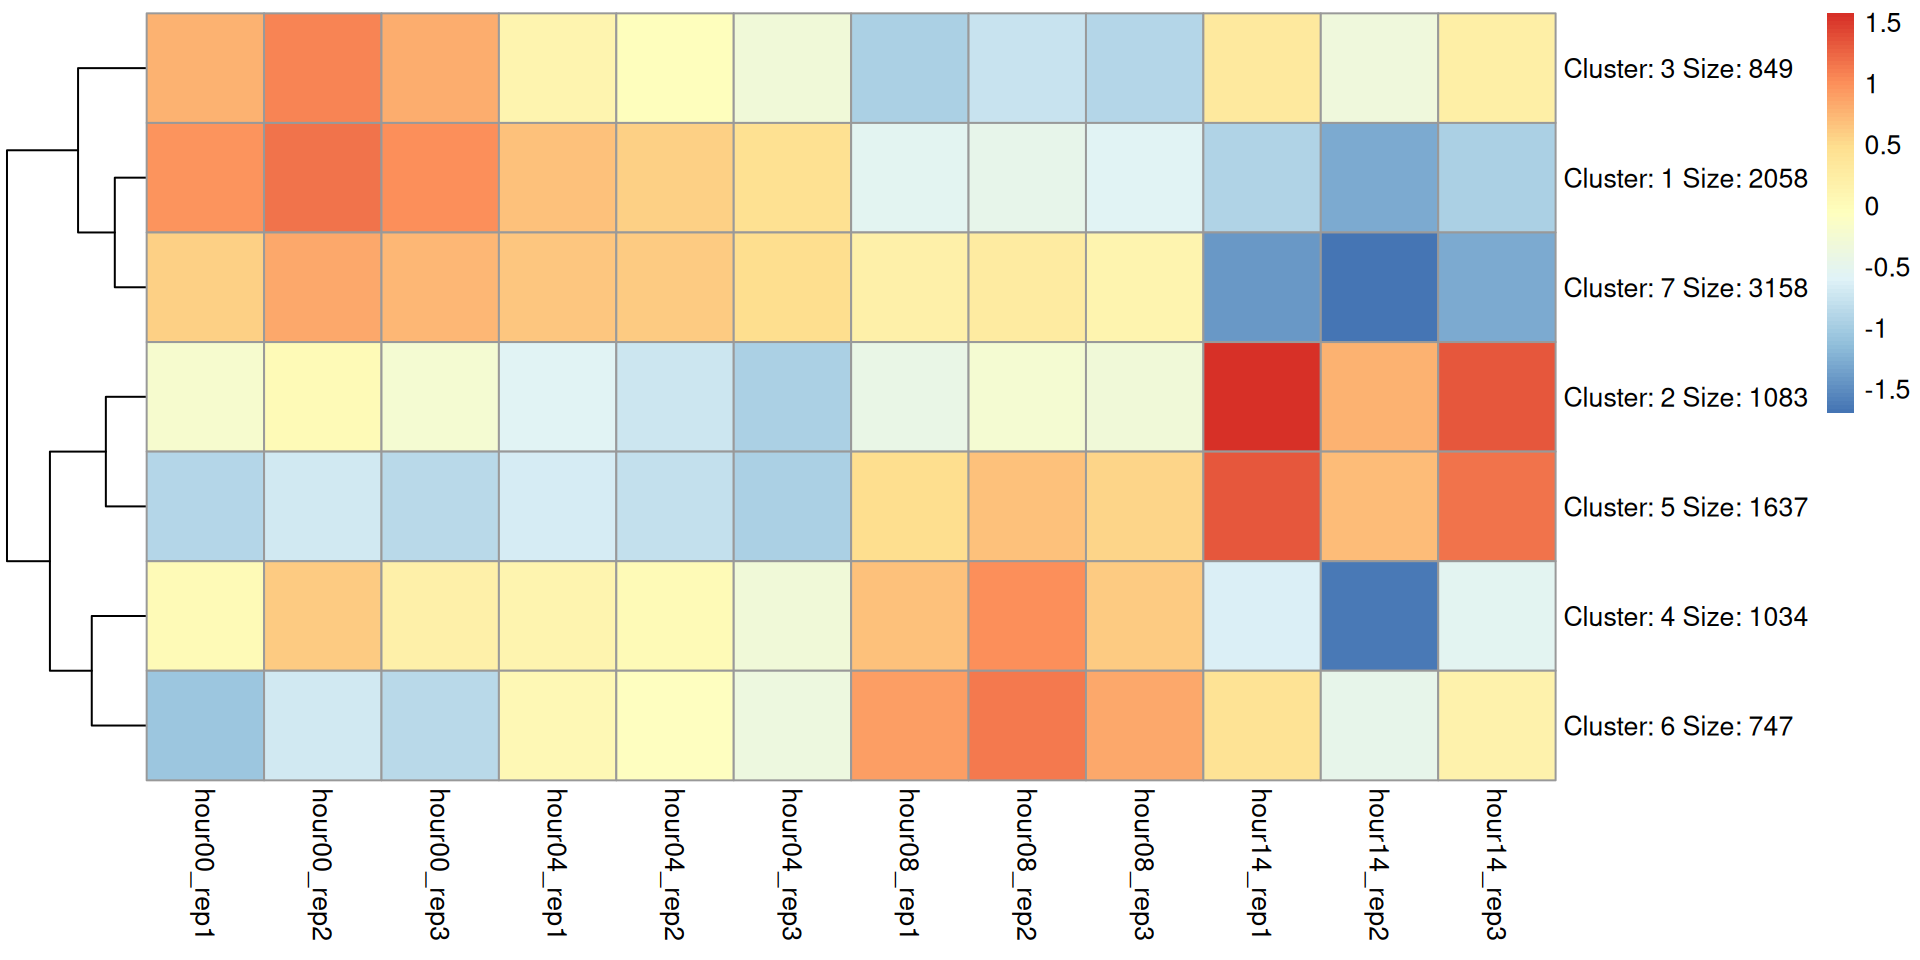 Cluster: 3 Size: 849
Cluster: 1 Size: 2058
Cluster: 7 Size: 3158
Cluster: 2 Size: 1083
Cluster: 5 Size: 1637
Cluster: 4 Size: 1034
Cluster: 6 Size: 747
1.5
1
0.5
0
-0.5
-1
-1.5
hour00_rep1
hour00_rep2
hour00_rep3
hour04_rep1
hour04_rep2
hour04_rep3
hour08_rep1
hour08_rep2
hour08_rep3
hour14_rep1
hour14_rep2
hour14_rep3